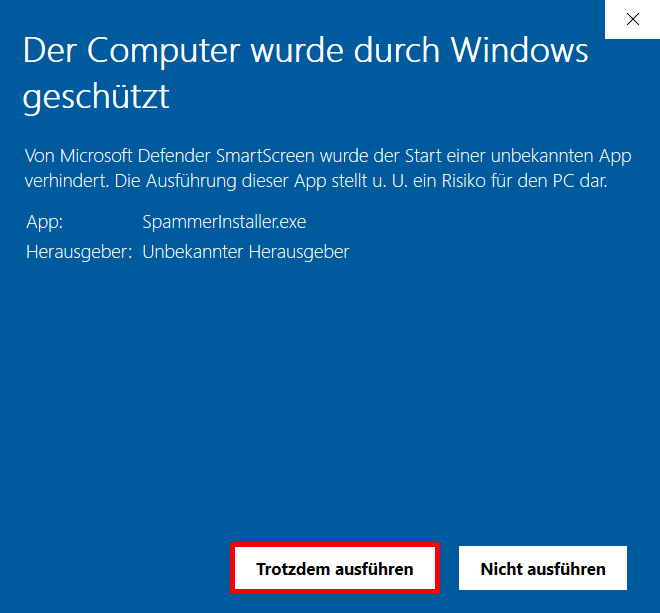 Der Computer wurde durch Windows
geschützt
Von Microsoft Defender SmartScreen wurde der Start einer unbekannten App
verhindert. Die Ausführung dieser App stellt u. U. ein Risiko für den PC dar.
App: SpammerInstaller.exe
Herausgeber: Unbekannter Herausgeber
Trotzdem ausführen Nicht ausführen